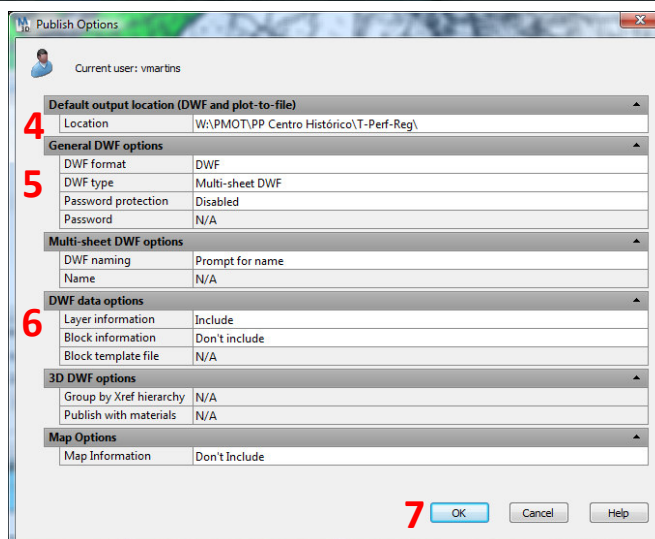 M
3D
Publish Options
Current user: vmartins
Default output location (DWF and plot-to-file)
4
Location W:\PMOT\PP Centro Histórico\T-Perf-Reg\
General DWF options
DWF format DWF
5
DWF type Multi-sheet DWF
Password protection Disabled
Password N/A
Multi-sheet DWF options
DWF naming Prompt for name
Name N/A
DWF data options
6
Layer information Include
Block information Don't include
Block template file N/A
3D DWF options
Group by Xref hierarchy N/A
Publish with materials N/A
Map Options
Map Information Don't Include
7 OK Cancel Help